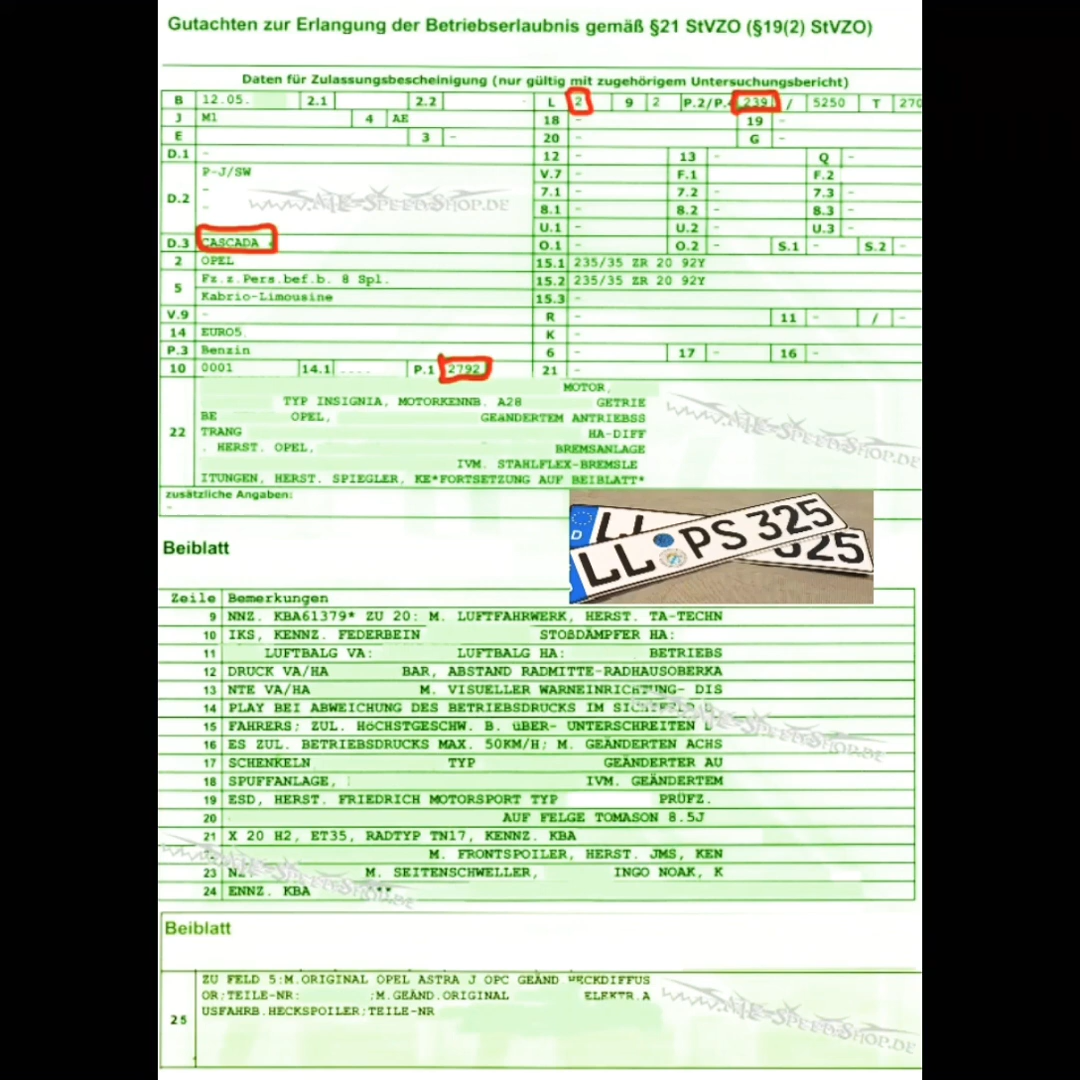 Gutachten zur Erlangung der Betriebserlaubnis gemäß §21 StVZO (§19(2) StVZO)
Daten für Zulassungsbescheinigung (nur gültig mit zugehörigem Untersuchungsbericht)
B 12.05. 2.1 2.2 - L 2 9 2 P.2/P. 239 / 5250 T 270
J M1 4 AE 18 - 19 -
E 3 - 20 - G -
D.1 - 12 - 13 - Q -
D.2 P-J/SW V.7 - F.1 - F.2 -
- 7.1 - 7.2 - 7.3 -
www.ATE-SpeedShop.de
- 8.1 - 8.2 - 8.3 -
U.1 - U.2 - U.3 -
D.3 CASCADA O.1 - O.2 - S.1 - S.2 -
2 OPEL 15.1 235/35 ZR 20 92Y
5 Fz.z.Pers.bef.b. 8 Spl. 15.2 235/35 ZR 20 92Y
Kabrio-Limousine 15.3 -
V.9 - R - 11 - / -
14 EURO5 K -
P.3 Benzin 6 - 17 - 16 -
10 0001 14.1 .... P.1 2792 21 -
22 MOTOR,
TYP INSIGNIA, MOTORKENNB. A28 GETRIE
BE OPEL, GEäNDERTEM ANTRIEBSS
TRANG HA-DIFF
. HERST. OPEL, BREMSANLAGE
IVM. STAHLFLEX-BREMSLE
ITUNGEN, HERST. SPIEGLER, KE*FORTSETZUNG AUF BEIBLATT*
zusätzliche Angaben:
-
D LL PS 325
LL 325
Beiblatt
Zeile Bemerkungen
9 NNZ. KBA61379* ZU 20: M. LUFTFAHRWERK, HERST. TA-TECHN
10 IKS, KENNZ. FEDERBEIN STOßDÄMPFER HA:
11 LUFTBALG VA: LUFTBALG HA: BETRIEBS
12 DRUCK VA/HA BAR, ABSTAND RADMITTE-RADHAUSOBERKA
13 NTE VA/HA M. VISUELLER WARNEINRICHTUNG- DIS
14 PLAY BEI ABWEICHUNG DES BETRIEBSDRUCKS IM SICHTFELD D
15 FAHRERS; ZUL. HöCHSTGESCHW. B. üBER- UNTERSCHREITEN D
16 ES ZUL. BETRIEBSDRUCKS MAX. 50KM/H; M. GEÄNDERTEN ACHS
17 SCHENKELN TYP GEÄNDERTER AU
18 SPUFFANLAGE, IVM. GEÄNDERTEM
19 ESD, HERST. FRIEDRICH MOTORSPORT TYP PRÜFZ.
20 AUF FELGE TOMASON 8.5J
21 X 20 H2, ET35, RADTYP TN17, KENNZ. KBA
M. FRONTSPOILER, HERST. JMS, KEN
23 M. SEITENSCHWELLER, INGO NOAK, K
24 ENNZ. KBA
Beiblatt
25 ZU FELD 5:M.ORIGINAL OPEL ASTRA J OPC GEÄND HECKDIFFUS
OR;TEILE-NR: ;M.GEÄND.ORIGINAL ELEKTR.A
USFAHRB.HECKSPOILER;TEILE-NR